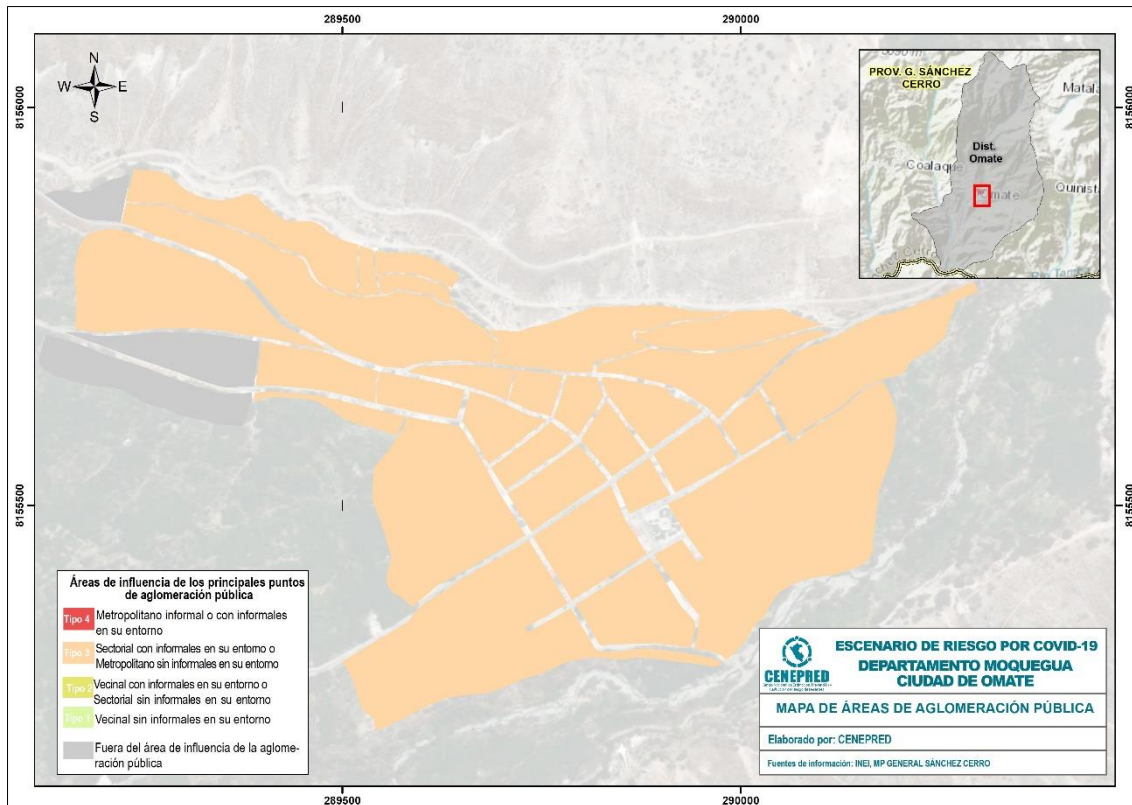 289500
290000
N
W
E
S
8156000
8156000
PROV. G. SÁNCHEZ
CERRO
Matala
Dist.
Omate
Coalaque
Omate
Quinista
8155500
8155500
Áreas de influencia de los principales puntos
de aglomeración pública
Tipo 4 Metropolitano informal o con informales
en su entorno
Tipo 3 Sectorial con informales en su entorno o
Metropolitano sin informales en su entorno
Tipo 2 Vecinal con informales en su entorno o
Sectorial sin informales en su entorno
Tipo 1 Vecinal sin informales en su entorno
Fuera del área de influencia de la aglome-
ración pública
CENEPRED
ESCENARIO DE RIESGO POR COVID-19
DEPARTAMENTO MOQUEGUA
CIUDAD DE OMATE
MAPA DE ÁREAS DE AGLOMERACIÓN PÚBLICA
Elaborado por: CENEPRED
Fuentes de información: INEI, MP GENERAL SÁNCHEZ CERRO
289500
290000